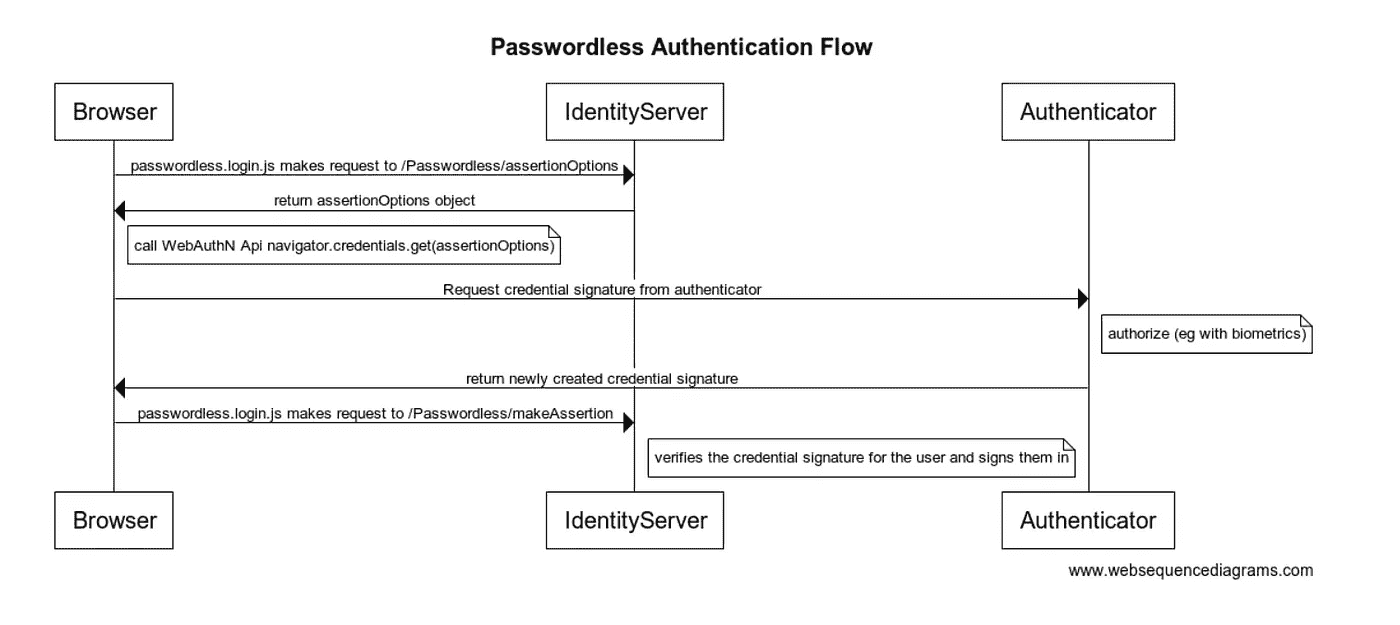 Passwordless Authentication Flow
Browser
IdentityServer
Authenticator
passwordless.login.js makes request to /Passwordless/assertionOptions
return assertionOptions object
call WebAuthN Api navigator.credentials.get(assertionOptions)
Request credential signature from authenticator
authorize (eg with biometrics)
return newly created credential signature
passwordless.login.js makes request to /Passwordless/makeAssertion
verifies the credential signature for the user and signs them in
Browser
IdentityServer
Authenticator
www.websequencediagrams.com